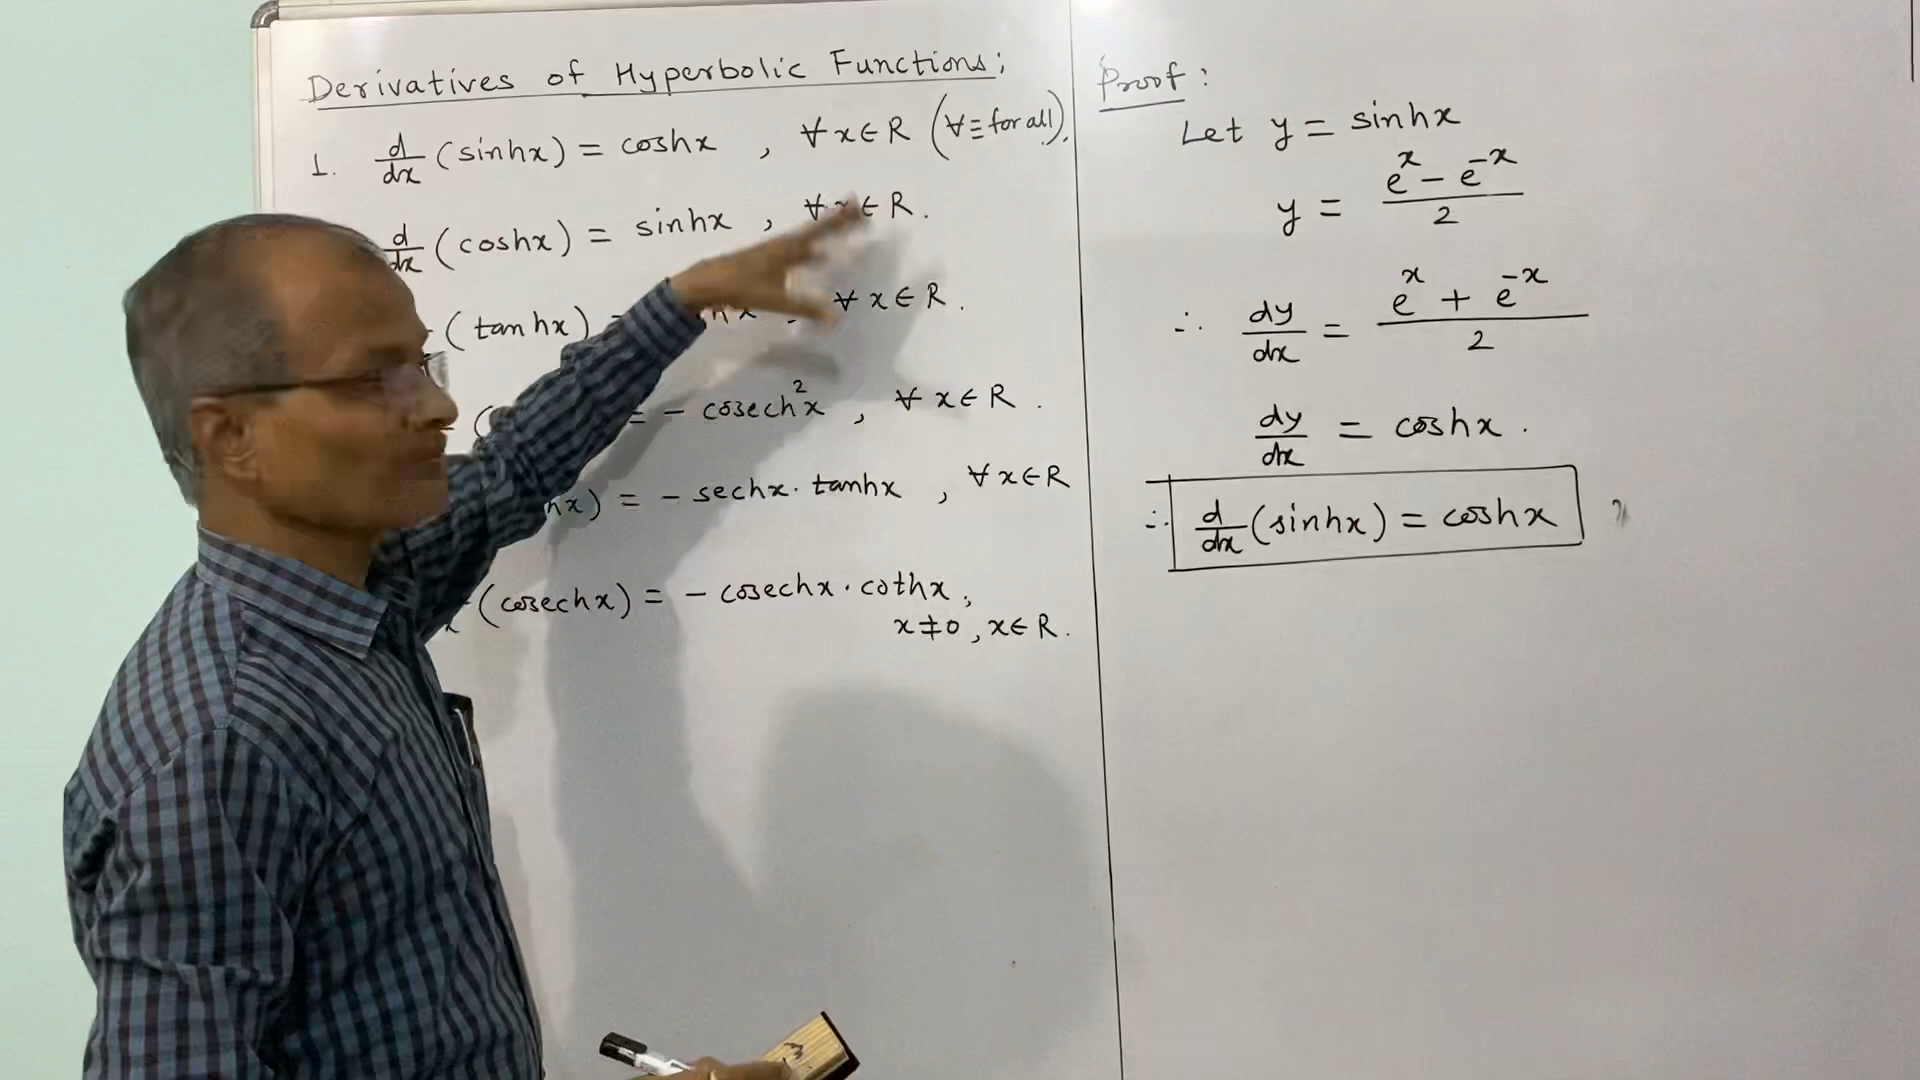 Derivatives of Hyperbolic Functions;
1. d/dx (sinhx) = coshx , ∀ x∈R (∀ ≡ for all).
d/dx (coshx) = sinhx , ∀ x∈R.
(tanhx) ∀ x∈R.
( = - cosech²x , ∀ x∈R.
hx) = - sechx. tanhx , ∀ x∈R
(cosechx) = - cosechx · cothx,
x≠0, x∈R.
Proof :
Let y = sinhx
y = (e^x - e^-x)/2
∴ dy/dx = (e^x + e^-x)/2
dy/dx = coshx.
∴ d/dx (sinhx) = coshx